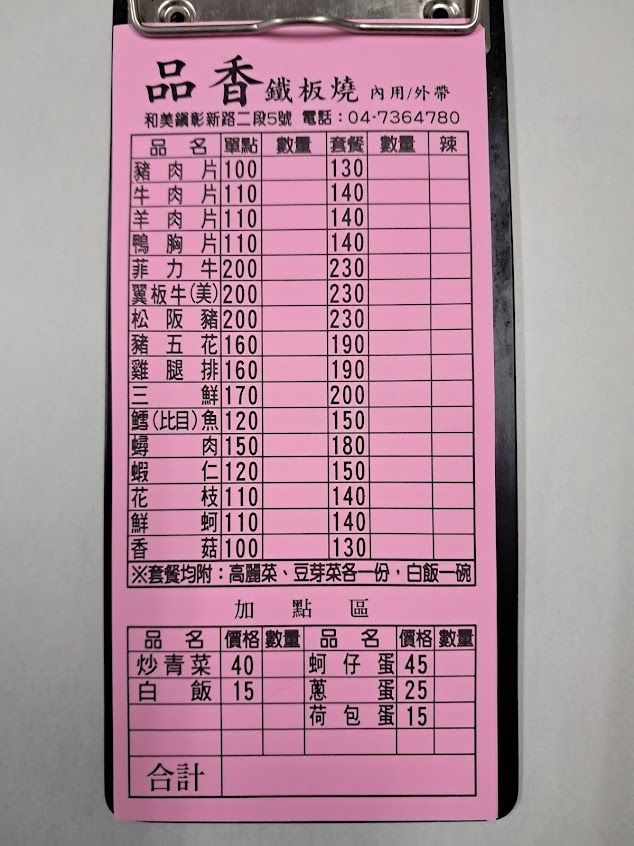 品香鐵板燒 內用/外帶
和美鎮彰新路二段5號 電話：04-7364780
品名 單點 數量 套餐 數量 辣
豬肉片 100 130
牛肉片 110 140
羊肉片 110 140
鴨胸片 110 140
菲力牛 200 230
翼板牛(美) 200 230
松阪豬 200 230
豬五花 160 190
雞腿排 160 190
三鮮 170 200
鱈(比目)魚 120 150
蟳肉 150 180
蝦仁 120 150
花枝 110 140
鮮蚵 110 140
香菇 100 130
※套餐均附：高麗菜、豆芽菜各一份，白飯一碗
加點區
品名 價格 數量 品名 價格 數量
炒青菜 40 蚵仔蛋 45
白飯 15 蔥蛋 25
荷包蛋 15
合計